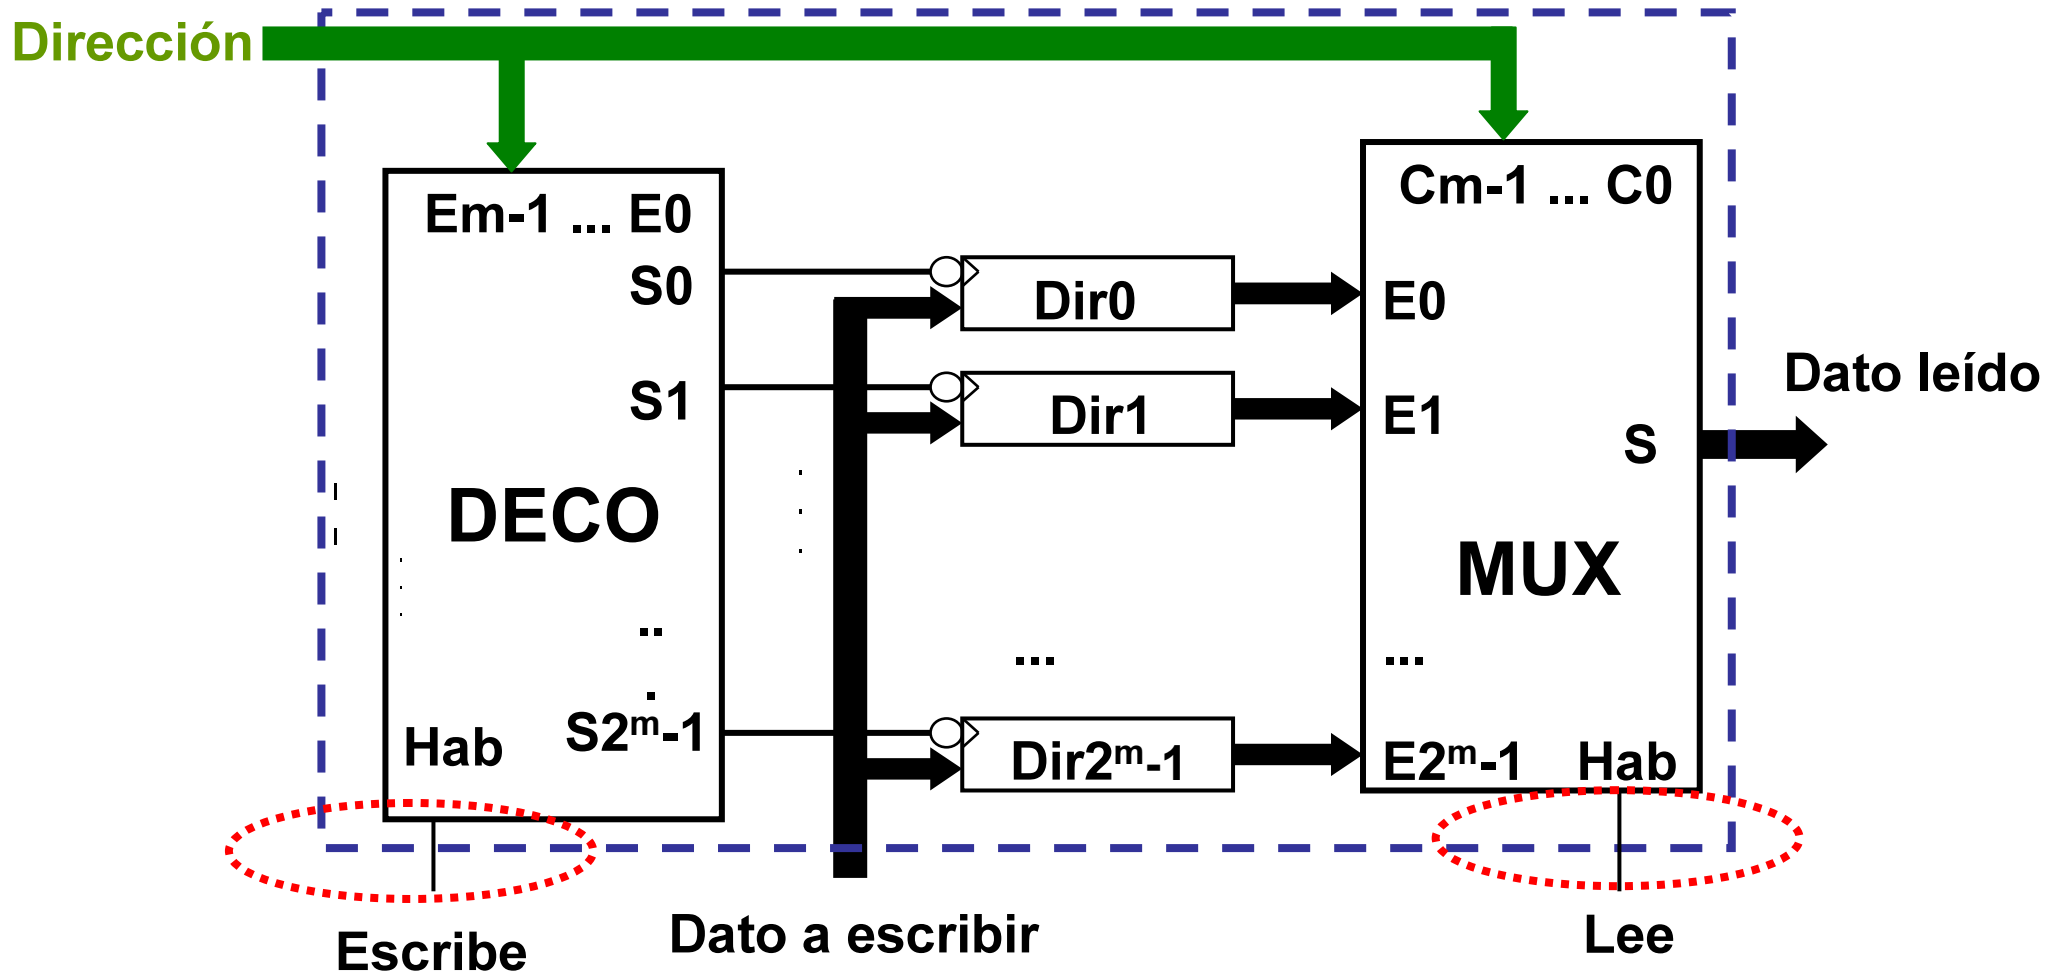 Dirección
Em-1 ... E0
Cm-1 ... C0
S0
Dir0
E0
S1
Dir1
E1
Dato leído
S
DECO
MUX
...
...
...
Hab
S2ᵐ-1
Dir2ᵐ-1
E2ᵐ-1
Hab
Escribe
Dato a escribir
Lee